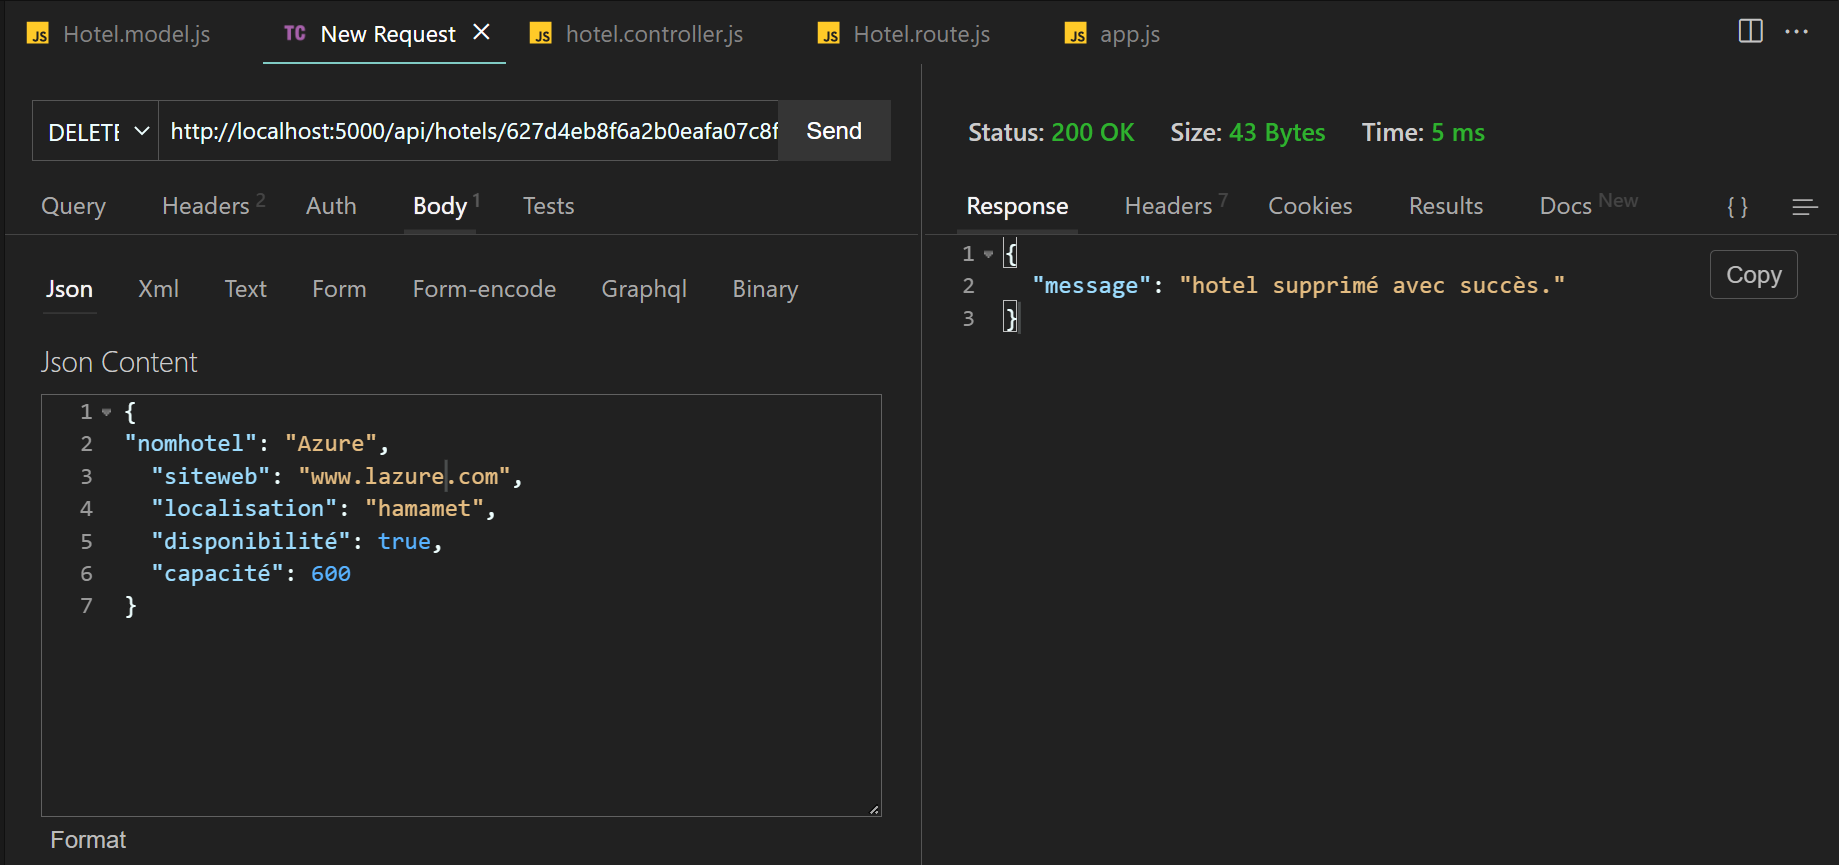 JS Hotel.model.js TC New Request JS hotel.controller.js JS Hotel.route.js JS app.js
DELETE http://localhost:5000/api/hotels/627d4eb8f6a2b0eafa07c8f Send
Status: 200 OK Size: 43 Bytes Time: 5 ms
Query Headers 2 Auth Body 1 Tests
Response Headers 7 Cookies Results Docs New { }
Json Xml Text Form Form-encode Graphql Binary
Json Content
1 {
2 "nomhotel": "Azure",
3 "siteweb": "www.lazure.com",
4 "localisation": "hamamet",
5 "disponibilité": true,
6 "capacité": 600
7 }
Format
1 {
2 "message": "hotel supprimé avec succès."
3 }
Copy